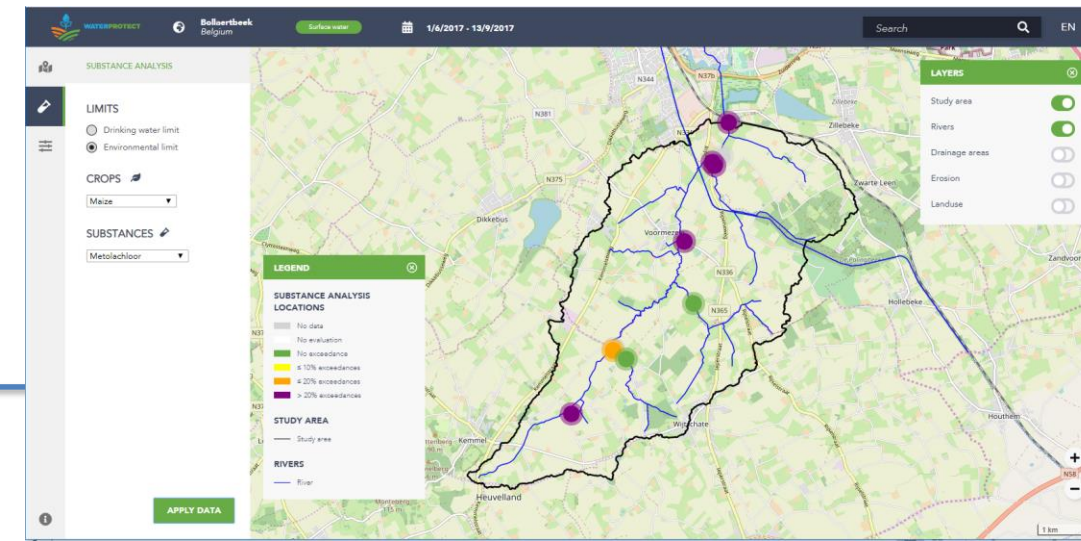 WATERPROTECT
Bollaertbeek
Belgium
Surface water
1/6/2017 - 13/9/2017
Search
EN
SUBSTANCE ANALYSIS
LIMITS
Drinking water limit
Environmental limit
CROPS
Maize
SUBSTANCES
Metolachloor
APPLY DATA
LEGEND
SUBSTANCE ANALYSIS
LOCATIONS
No data
No evaluation
No exceedance
≤ 10% exceedances
≤ 20% exceedances
> 20% exceedances
STUDY AREA
Study area
RIVERS
River
LAYERS
Study area
Rivers
Drainage areas
Erosion
Landuse
N344
N37b
N381
Zillebeke
Zillebeke
N375
Zwarte Leen
Dikkebus
Voormeze
N336
Zandvoor
Hollebeke
N365
Wijtschate
Houthem
Kemmel
Heuvelland
N58
+
−
1 km